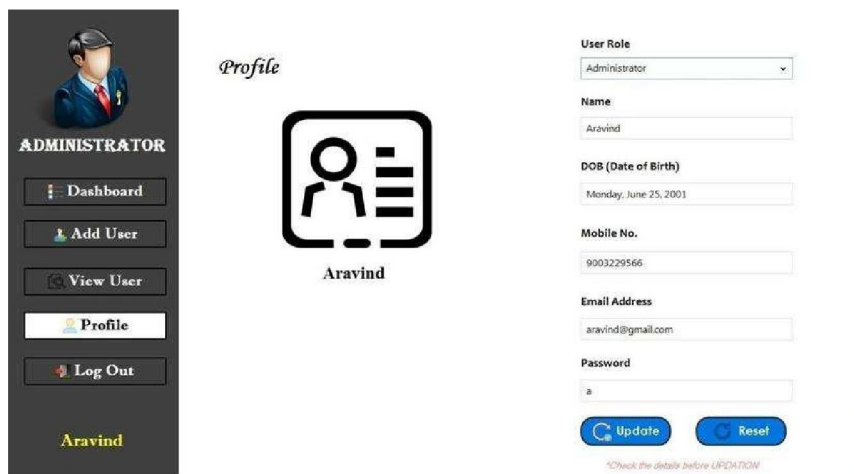 ADMINISTRATOR
Dashboard
Add User
View User
Profile
Log Out
Aravind
Profile
Aravind
User Role
Administrator
Name
Aravind
DOB (Date of Birth)
Monday, June 25, 2001
Mobile No.
9003229566
Email Address
aravind@gmail.com
Password
a
Update Reset
*Check the details before UPDATION